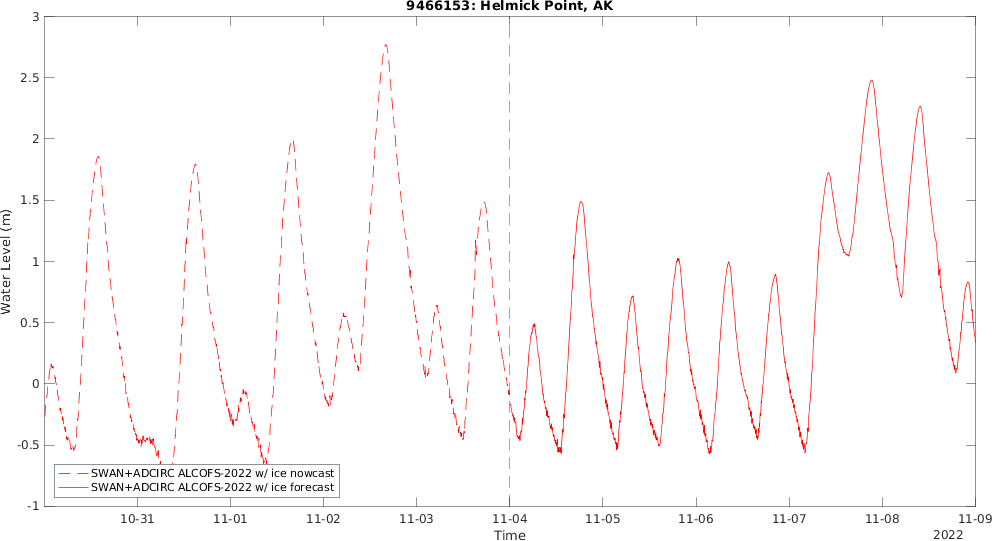 9466153: Helmick Point, AK
3
2.5
2
1.5
1
0.5
0
-0.5
-1
Water Level (m)
SWAN+ADCIRC ALCOFS-2022 w/ ice nowcast
SWAN+ADCIRC ALCOFS-2022 w/ ice forecast
10-31 11-01 11-02 11-03 11-04 11-05 11-06 11-07 11-08 11-09
Time
2022